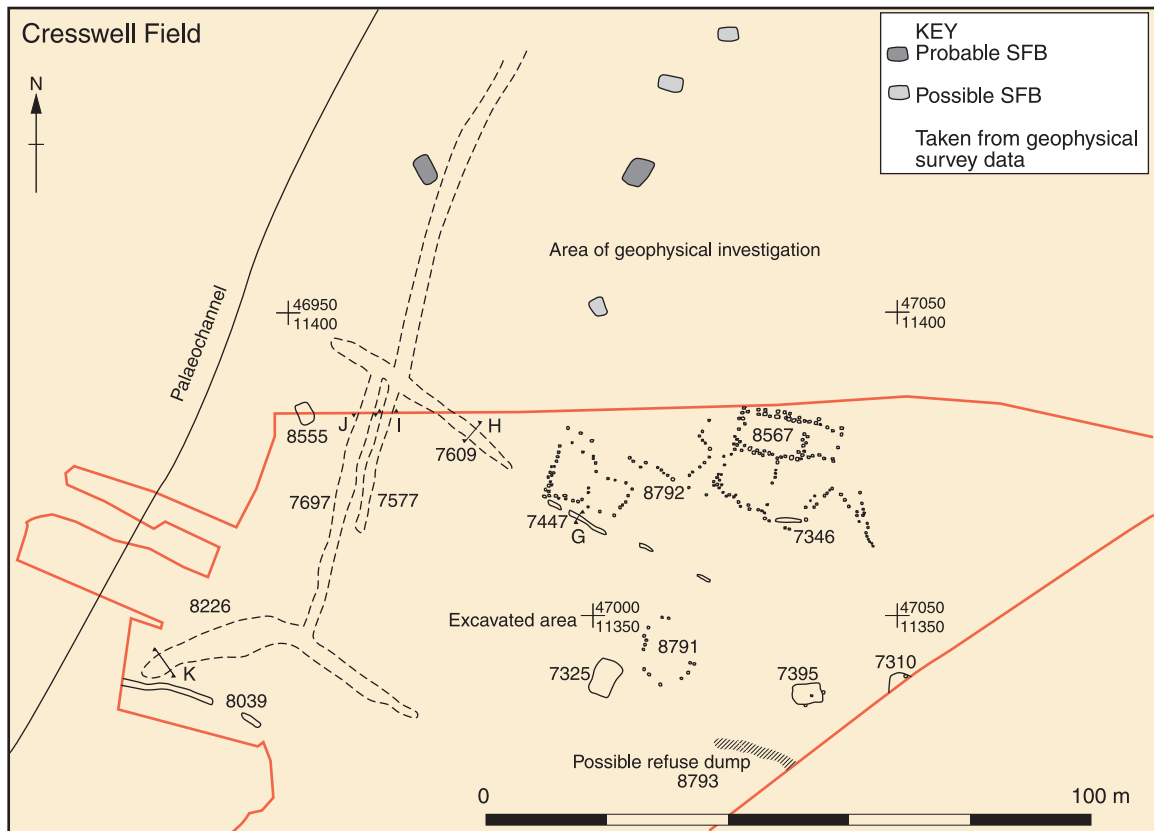 Cresswell Field
KEY
Probable SFB
Possible SFB
Taken from geophysical
survey data
N
Area of geophysical investigation
Palaeochannel
46950
11400
47050
11400
J
I
H
8555
7609
8567
7697
7577
8792
7447
G
7346
8226
Excavated area
47000
11350
47050
11350
8791
7325
7395
7310
K
8039
Possible refuse dump
8793
0
100 m